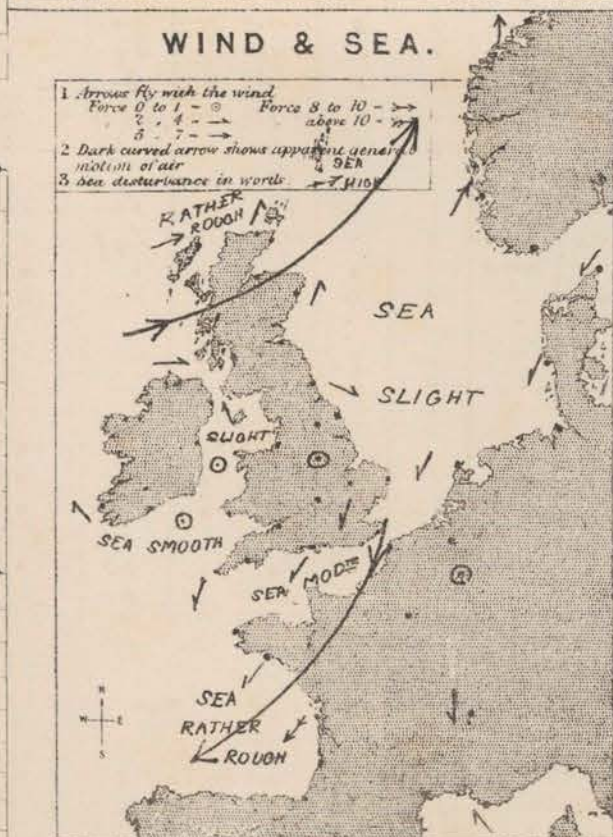 WIND & SEA.
1 Arrows fly with the wind
Force 0 to 1 - ⊙ Force 8 to 10 - →
2 „ 4 - → above 10 - →
5 „ 7 - →
2 Dark curved arrow shows apparent general
motion of air
3 Sea disturbance in words.
SEA
HIGH
RATHER
ROUGH
SEA
SLIGHT
SLIGHT
SEA SMOOTH
SEA MODTE
SEA
RATHER
ROUGH
N
W E
S